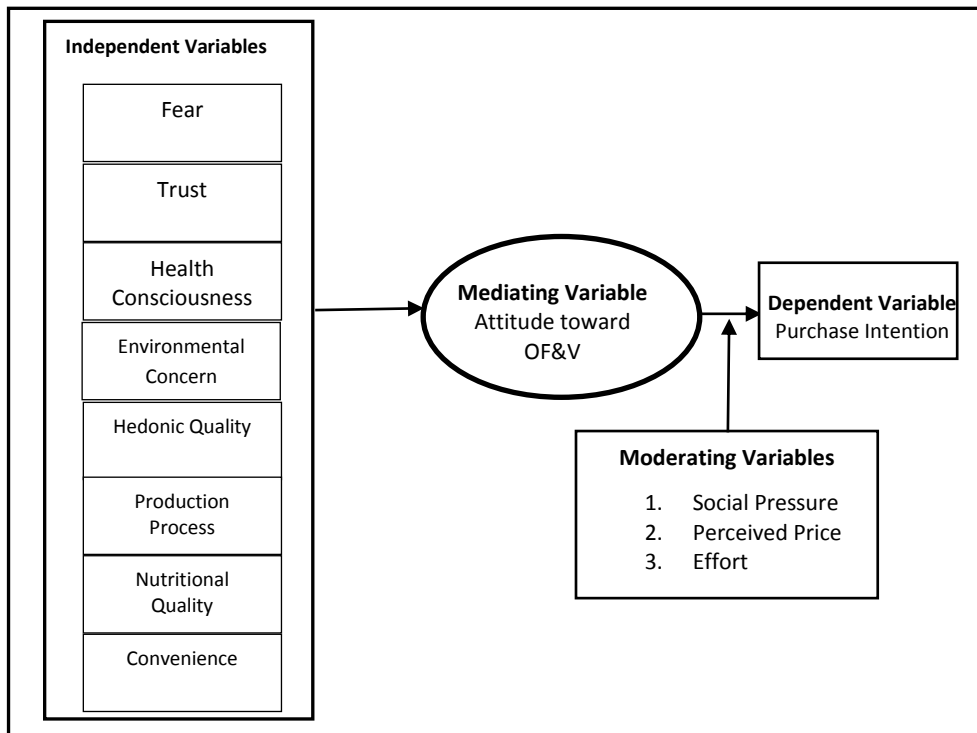 Independent Variables
Fear
Trust
Health
Consciousness
Environmental
Concern
Hedonic Quality
Production
Process
Nutritional
Quality
Convenience
Mediating Variable
Attitude toward
OF&V
Dependent Variable
Purchase Intention
Moderating Variables
1. Social Pressure
2. Perceived Price
3. Effort